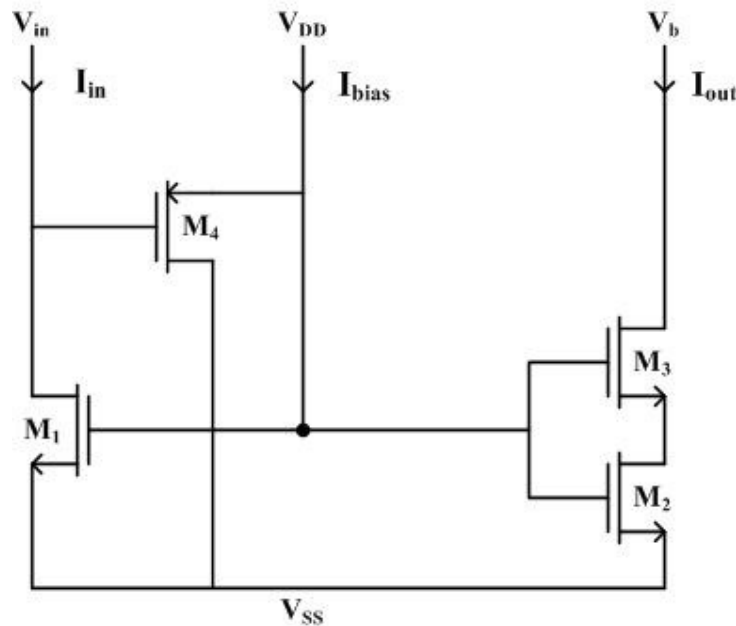 V_in V_DD V_b
I_in I_bias I_out
M_4
M_3
M_1
M_2
V_SS